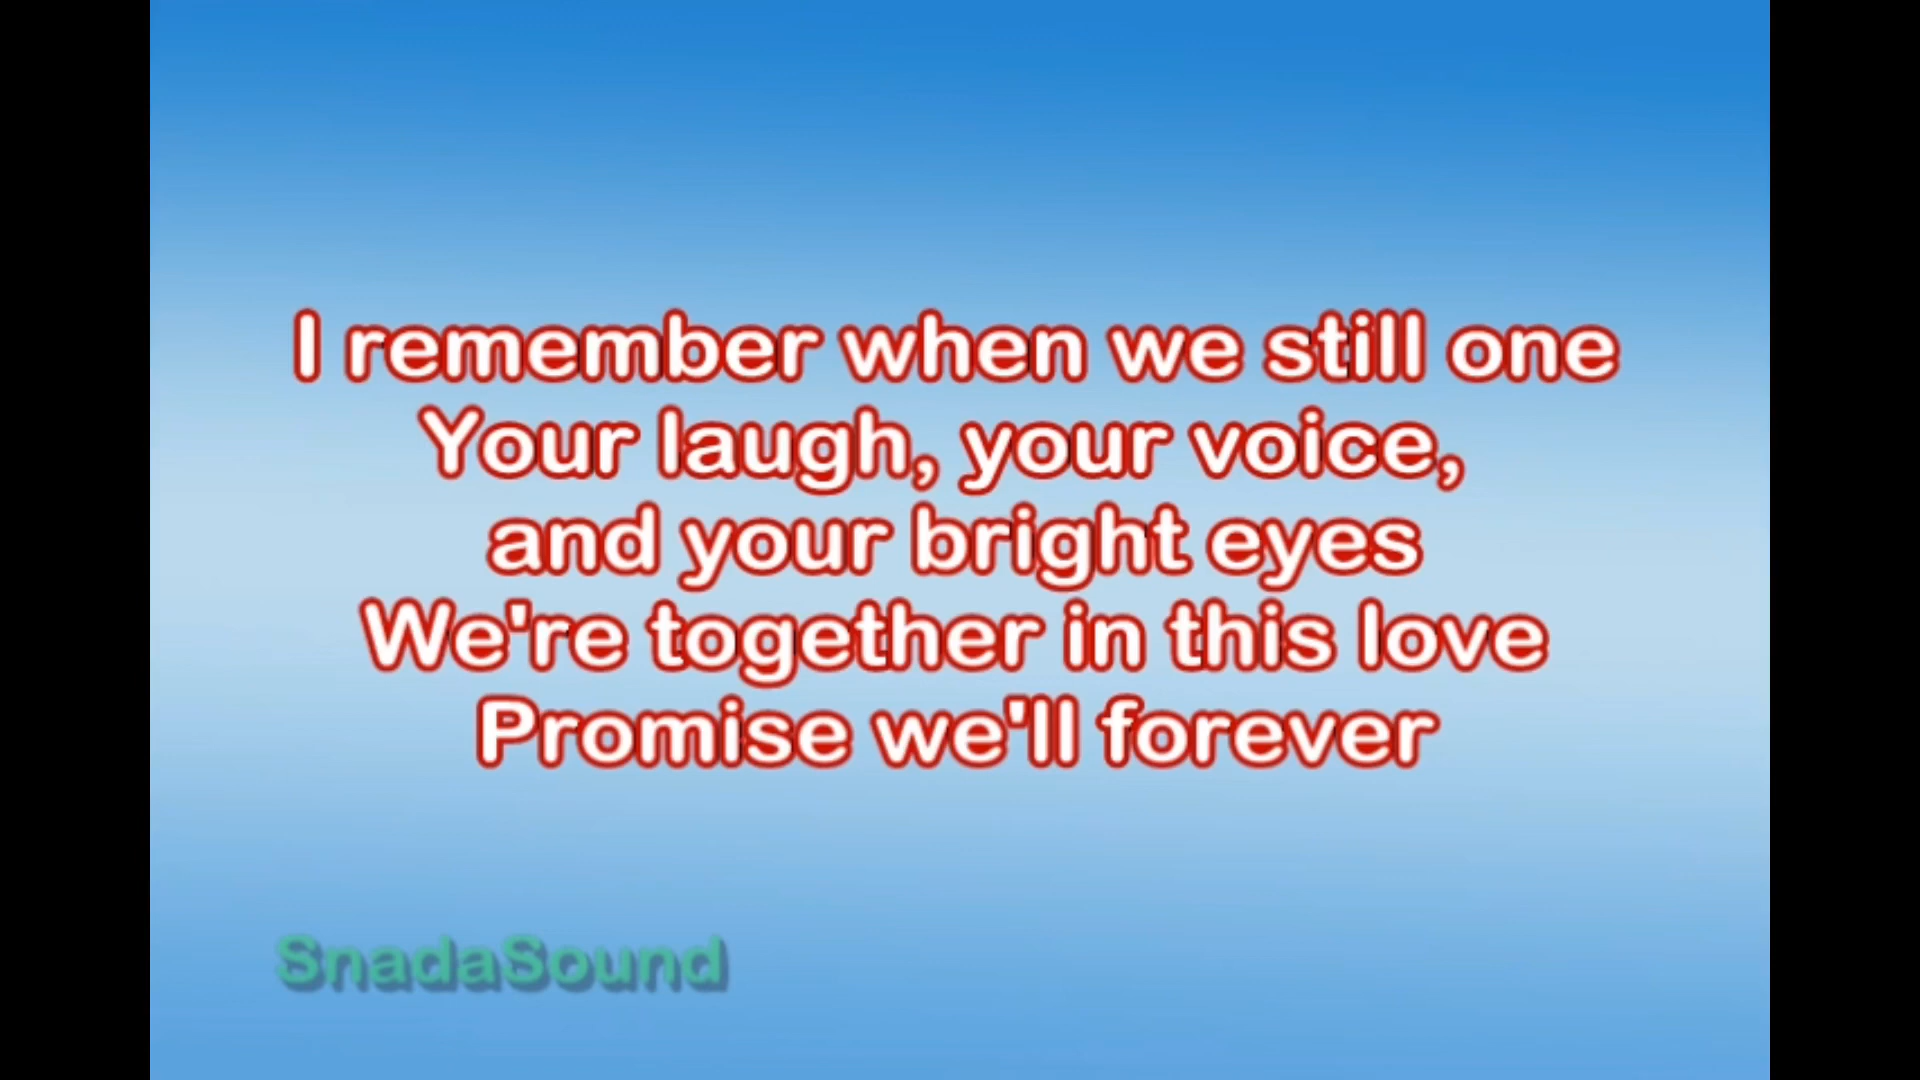 I remember when we still one
Your laugh, your voice,
and your bright eyes
We're together in this love
Promise we'll forever
SnadaSound